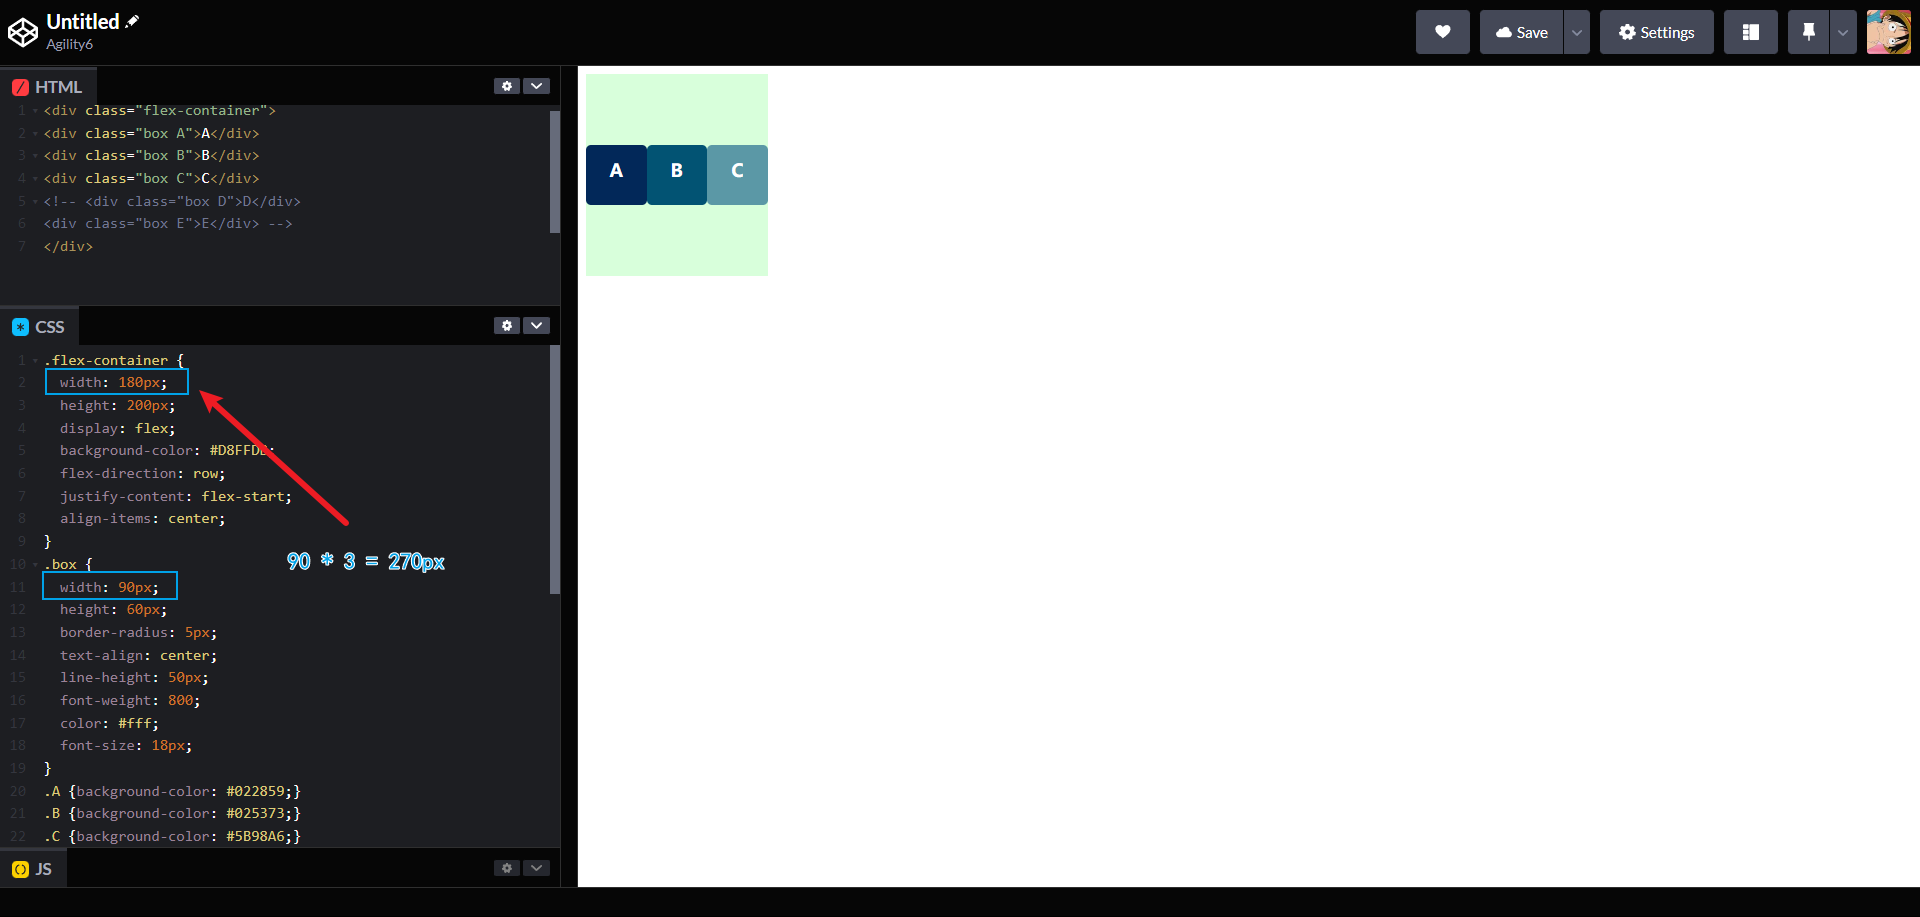 Untitled
Agility6
Save
Settings
HTML
1 <div class="flex-container">
2 <div class="box A">A</div>
3 <div class="box B">B</div>
4 <div class="box C">C</div>
5 <!-- <div class="box D">D</div>
6 <div class="box E">E</div> -->
7 </div>
CSS
1 .flex-container {
2 width: 180px;
3 height: 200px;
4 display: flex;
5 background-color: #D8FFD ;
6 flex-direction: row;
7 justify-content: flex-start;
8 align-items: center;
9 }
10 .box {
11 width: 90px;
12 height: 60px;
13 border-radius: 5px;
14 text-align: center;
15 line-height: 50px;
16 font-weight: 800;
17 color: #fff;
18 font-size: 18px;
19 }
20 .A {background-color: #022859;}
21 .B {background-color: #025373;}
22 .C {background-color: #5B98A6;}
90 * 3 = 270px
JS
A B C